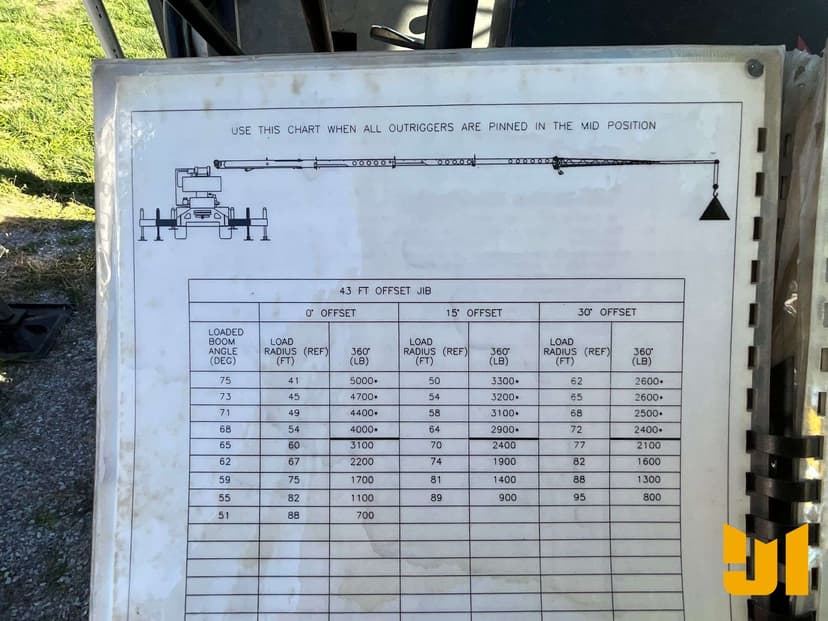 USE THIS CHART WHEN ALL OUTRIGGERS ARE PINNED IN THE MID POSITION
43 FT OFFSET JIB
0° OFFSET 15° OFFSET 30° OFFSET
LOADED BOOM ANGLE (DEG) LOAD RADIUS (REF) (FT) 360° (LB) LOAD RADIUS (REF) (FT) 360° (LB) LOAD RADIUS (REF) (FT) 360° (LB)
75 41 5000* 50 3300* 62 2600*
73 45 4700* 54 3200* 65 2600*
71 49 4400* 58 3100* 68 2500*
68 54 4000* 64 2900* 72 2400*
65 60 3100 70 2400 77 2100
62 67 2200 74 1900 82 1600
59 75 1700 81 1400 88 1300
55 82 1100 89 900 95 800
51 88 700